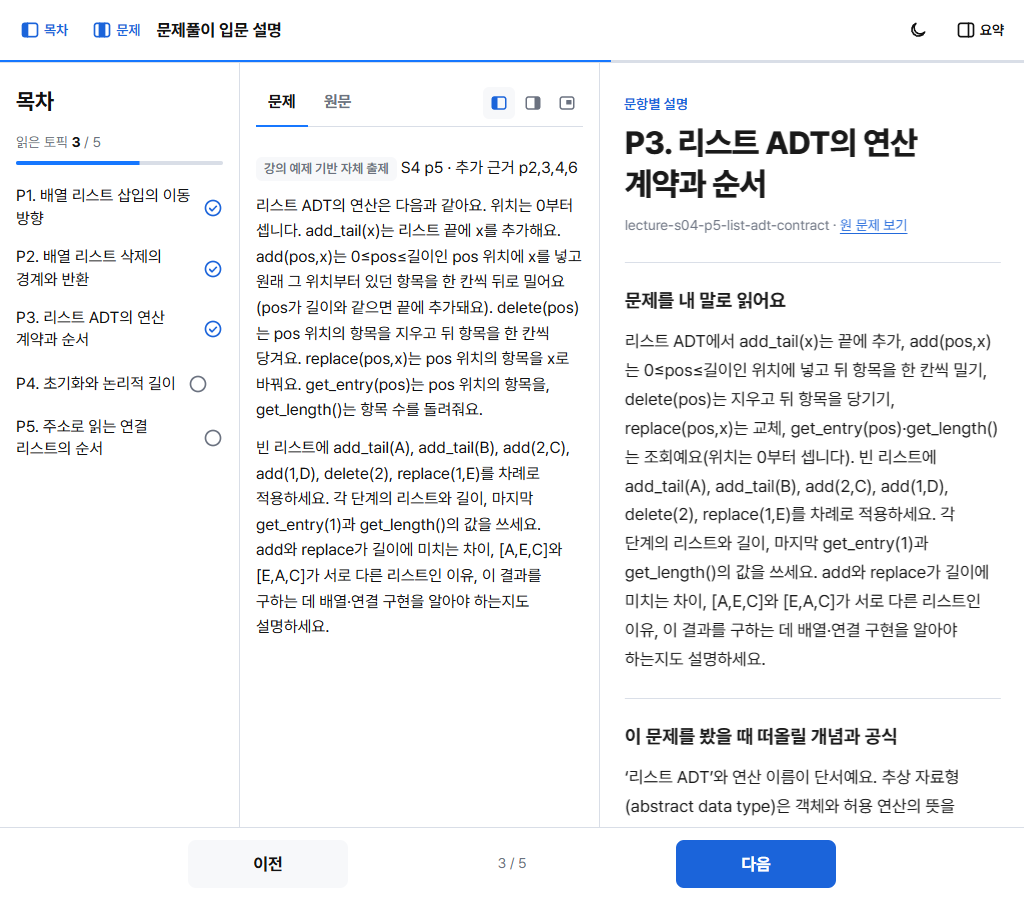 목차 문제 문제풀이 입문 설명 요약
목차
읽은 토픽 3 / 5
P1. 배열 리스트 삽입의 이동
방향
P2. 배열 리스트 삭제의
경계와 반환
P3. 리스트 ADT의 연산
계약과 순서
P4. 초기화와 논리적 길이
P5. 주소로 읽는 연결
리스트의 순서
문제 원문
강의 예제 기반 자체 출제 S4 p5 · 추가 근거 p2,3,4,6
리스트 ADT의 연산은 다음과 같아요. 위치는 0부터
셉니다. add_tail(x)는 리스트 끝에 x를 추가해요.
add(pos,x)는 0≤pos≤길이인 pos 위치에 x를 넣고
원래 그 위치부터 있던 항목을 한 칸씩 뒤로 밀어요
(pos가 길이와 같으면 끝에 추가돼요). delete(pos)
는 pos 위치의 항목을 지우고 뒤 항목을 한 칸씩
당겨요. replace(pos,x)는 pos 위치의 항목을 x로
바꿔요. get_entry(pos)는 pos 위치의 항목을,
get_length()는 항목 수를 돌려줘요.
빈 리스트에 add_tail(A), add_tail(B), add(2,C),
add(1,D), delete(2), replace(1,E)를 차례로
적용하세요. 각 단계의 리스트와 길이, 마지막
get_entry(1)과 get_length()의 값을 쓰세요.
add와 replace가 길이에 미치는 차이, [A,E,C]와
[E,A,C]가 서로 다른 리스트인 이유, 이 결과를
구하는 데 배열·연결 구현을 알아야 하는지도
설명하세요.
문항별 설명
P3. 리스트 ADT의 연산
계약과 순서
lecture-s04-p5-list-adt-contract · 원 문제 보기
문제를 내 말로 읽어요
리스트 ADT에서 add_tail(x)는 끝에 추가, add(pos,x)
는 0≤pos≤길이인 위치에 넣고 뒤 항목을 한 칸씩 밀기,
delete(pos)는 지우고 뒤 항목을 당기기,
replace(pos,x)는 교체, get_entry(pos)·get_length()
는 조회예요(위치는 0부터 셉니다). 빈 리스트에
add_tail(A), add_tail(B), add(2,C), add(1,D),
delete(2), replace(1,E)를 차례로 적용하세요. 각
단계의 리스트와 길이, 마지막 get_entry(1)과
get_length()의 값을 쓰세요. add와 replace가 길이에
미치는 차이, [A,E,C]와 [E,A,C]가 서로 다른 리스트인
이유, 이 결과를 구하는 데 배열·연결 구현을 알아야
하는지도 설명하세요.
이 문제를 봤을 때 떠올릴 개념과 공식
‘리스트 ADT’와 연산 이름이 단서예요. 추상 자료형
(abstract data type)은 객체와 허용 연산의 뜻을
이전 3 / 5 다음